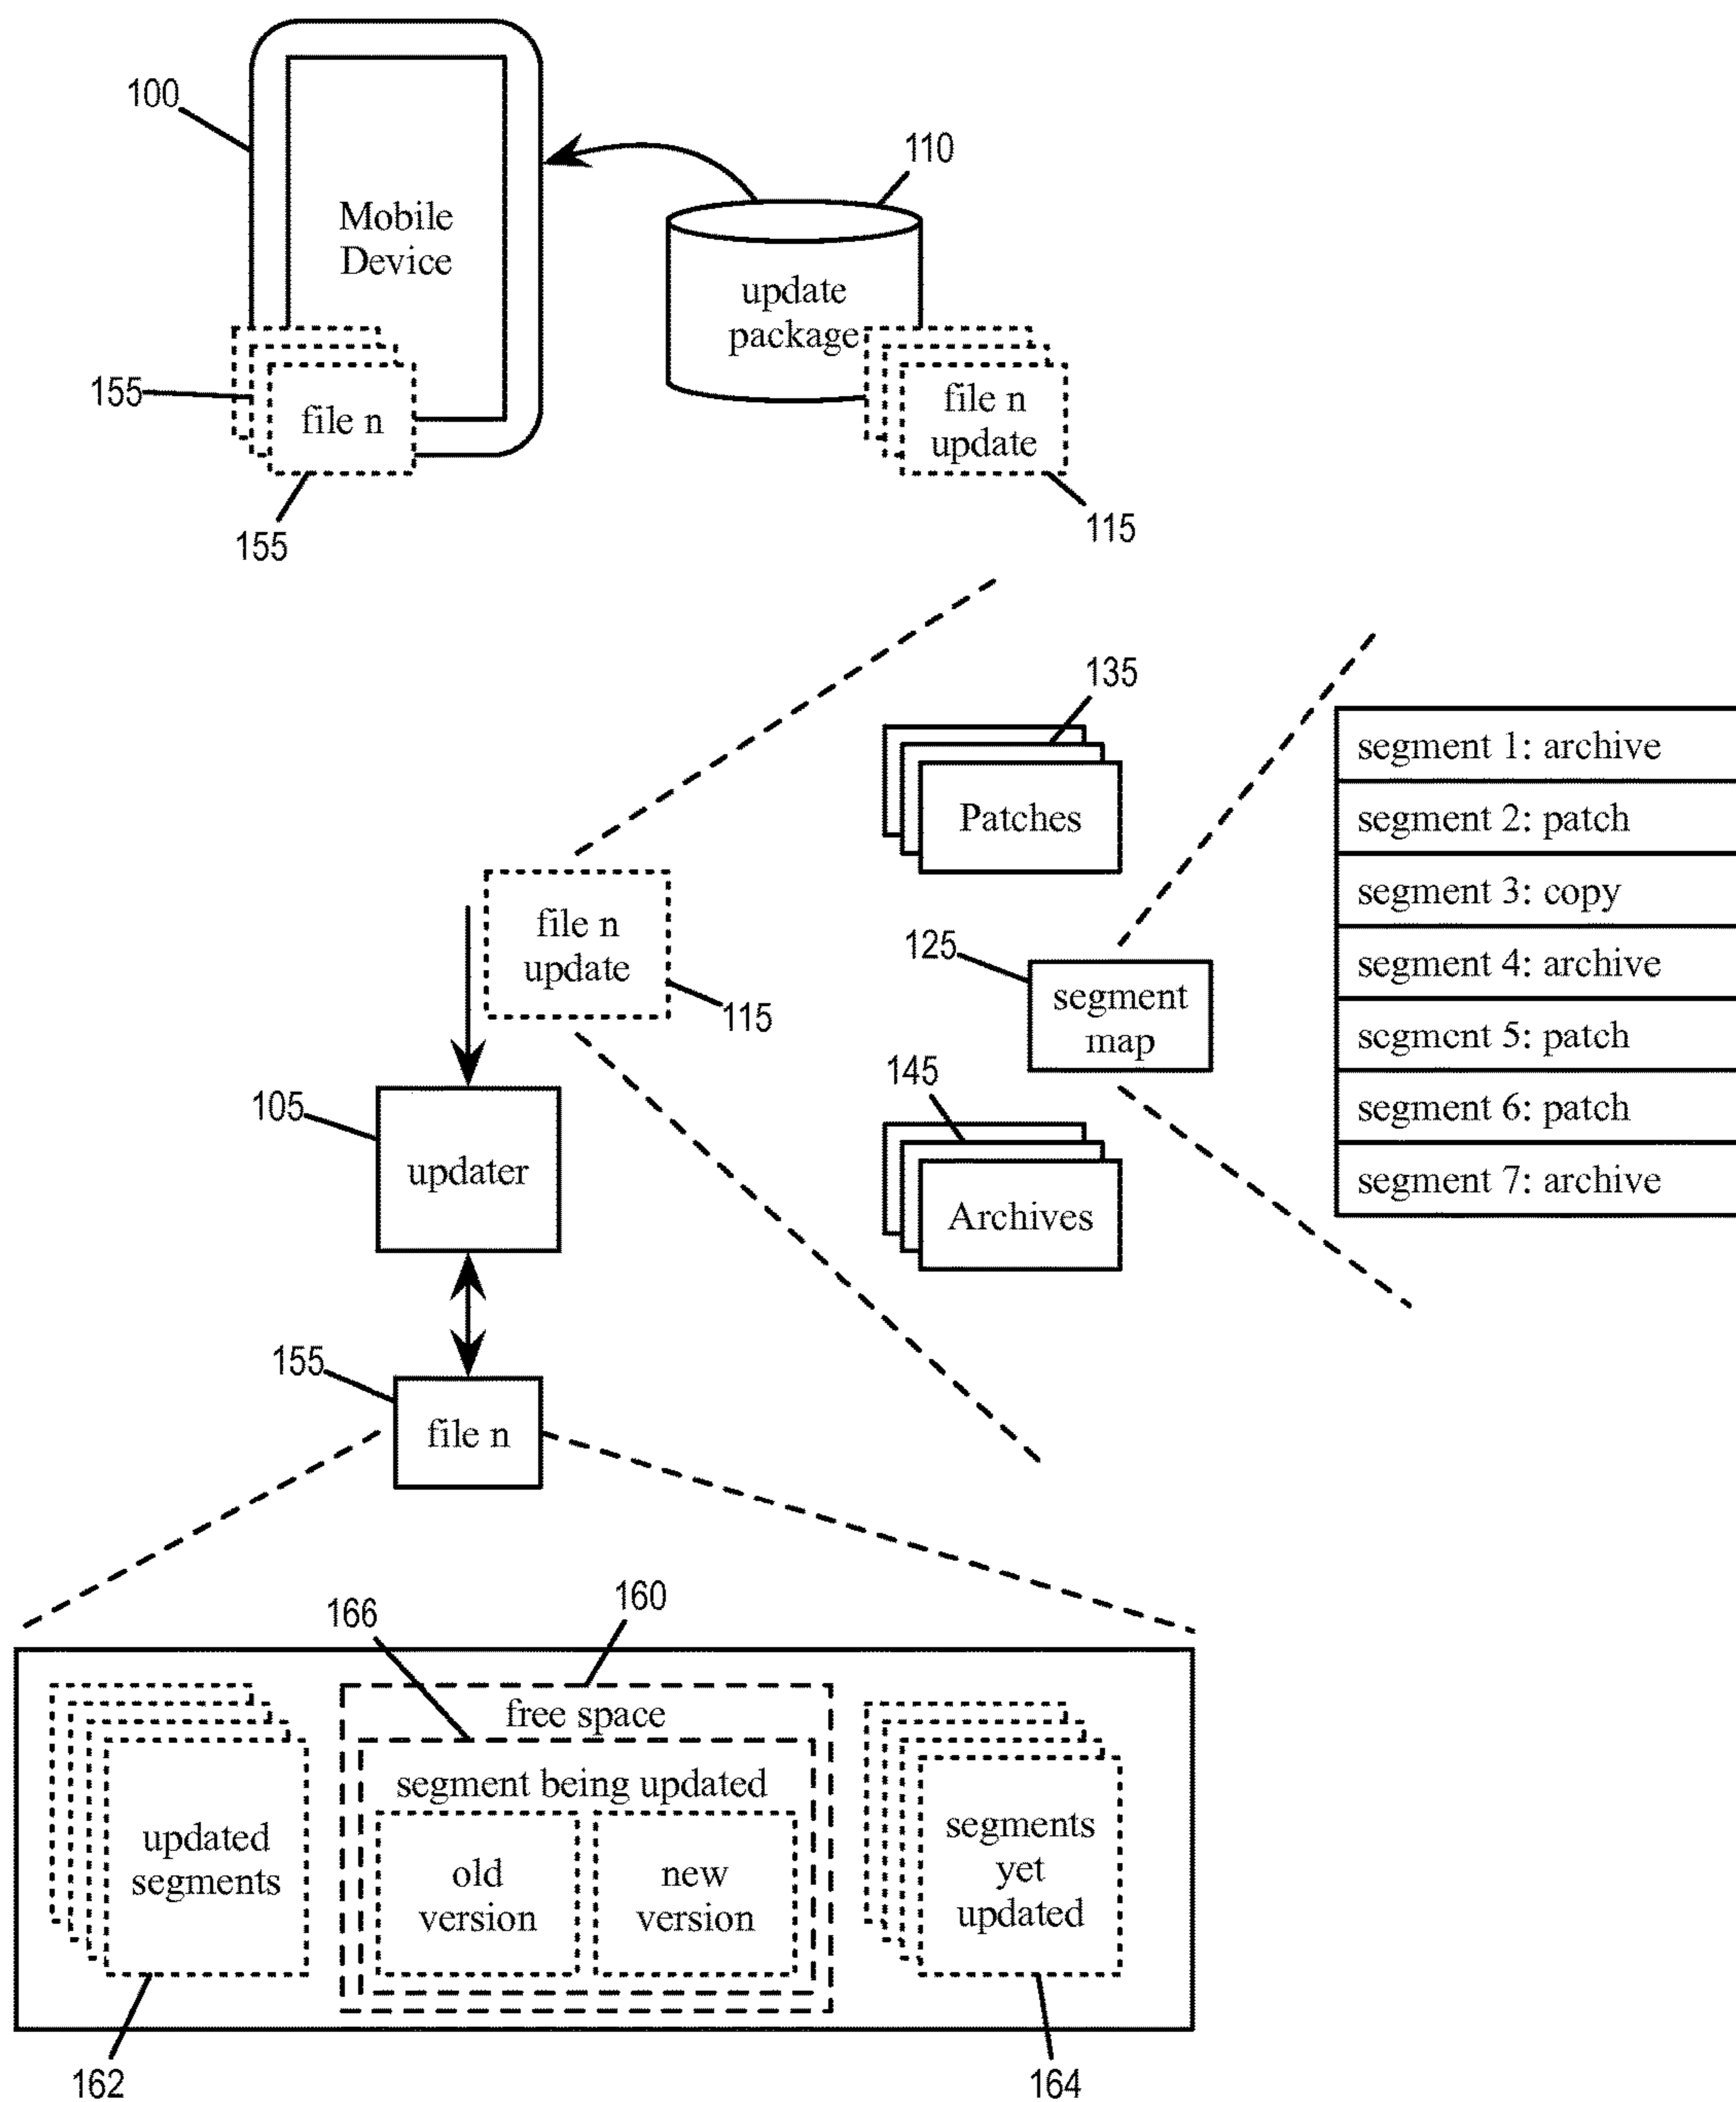 100
110
Mobile
Device
update
package
155
file n
file n
update
155
115
135
Patches
segment 1: archive
segment 2: patch
segment 3: copy
segment 4: archive
segment 5: patch
segment 6: patch
segment 7: archive
file n
update
115
125
segment
map
105
updater
145
Archives
155
file n
166
160
free space
segment being updated
updated
segments
old
version
new
version
segments
yet
updated
162
164